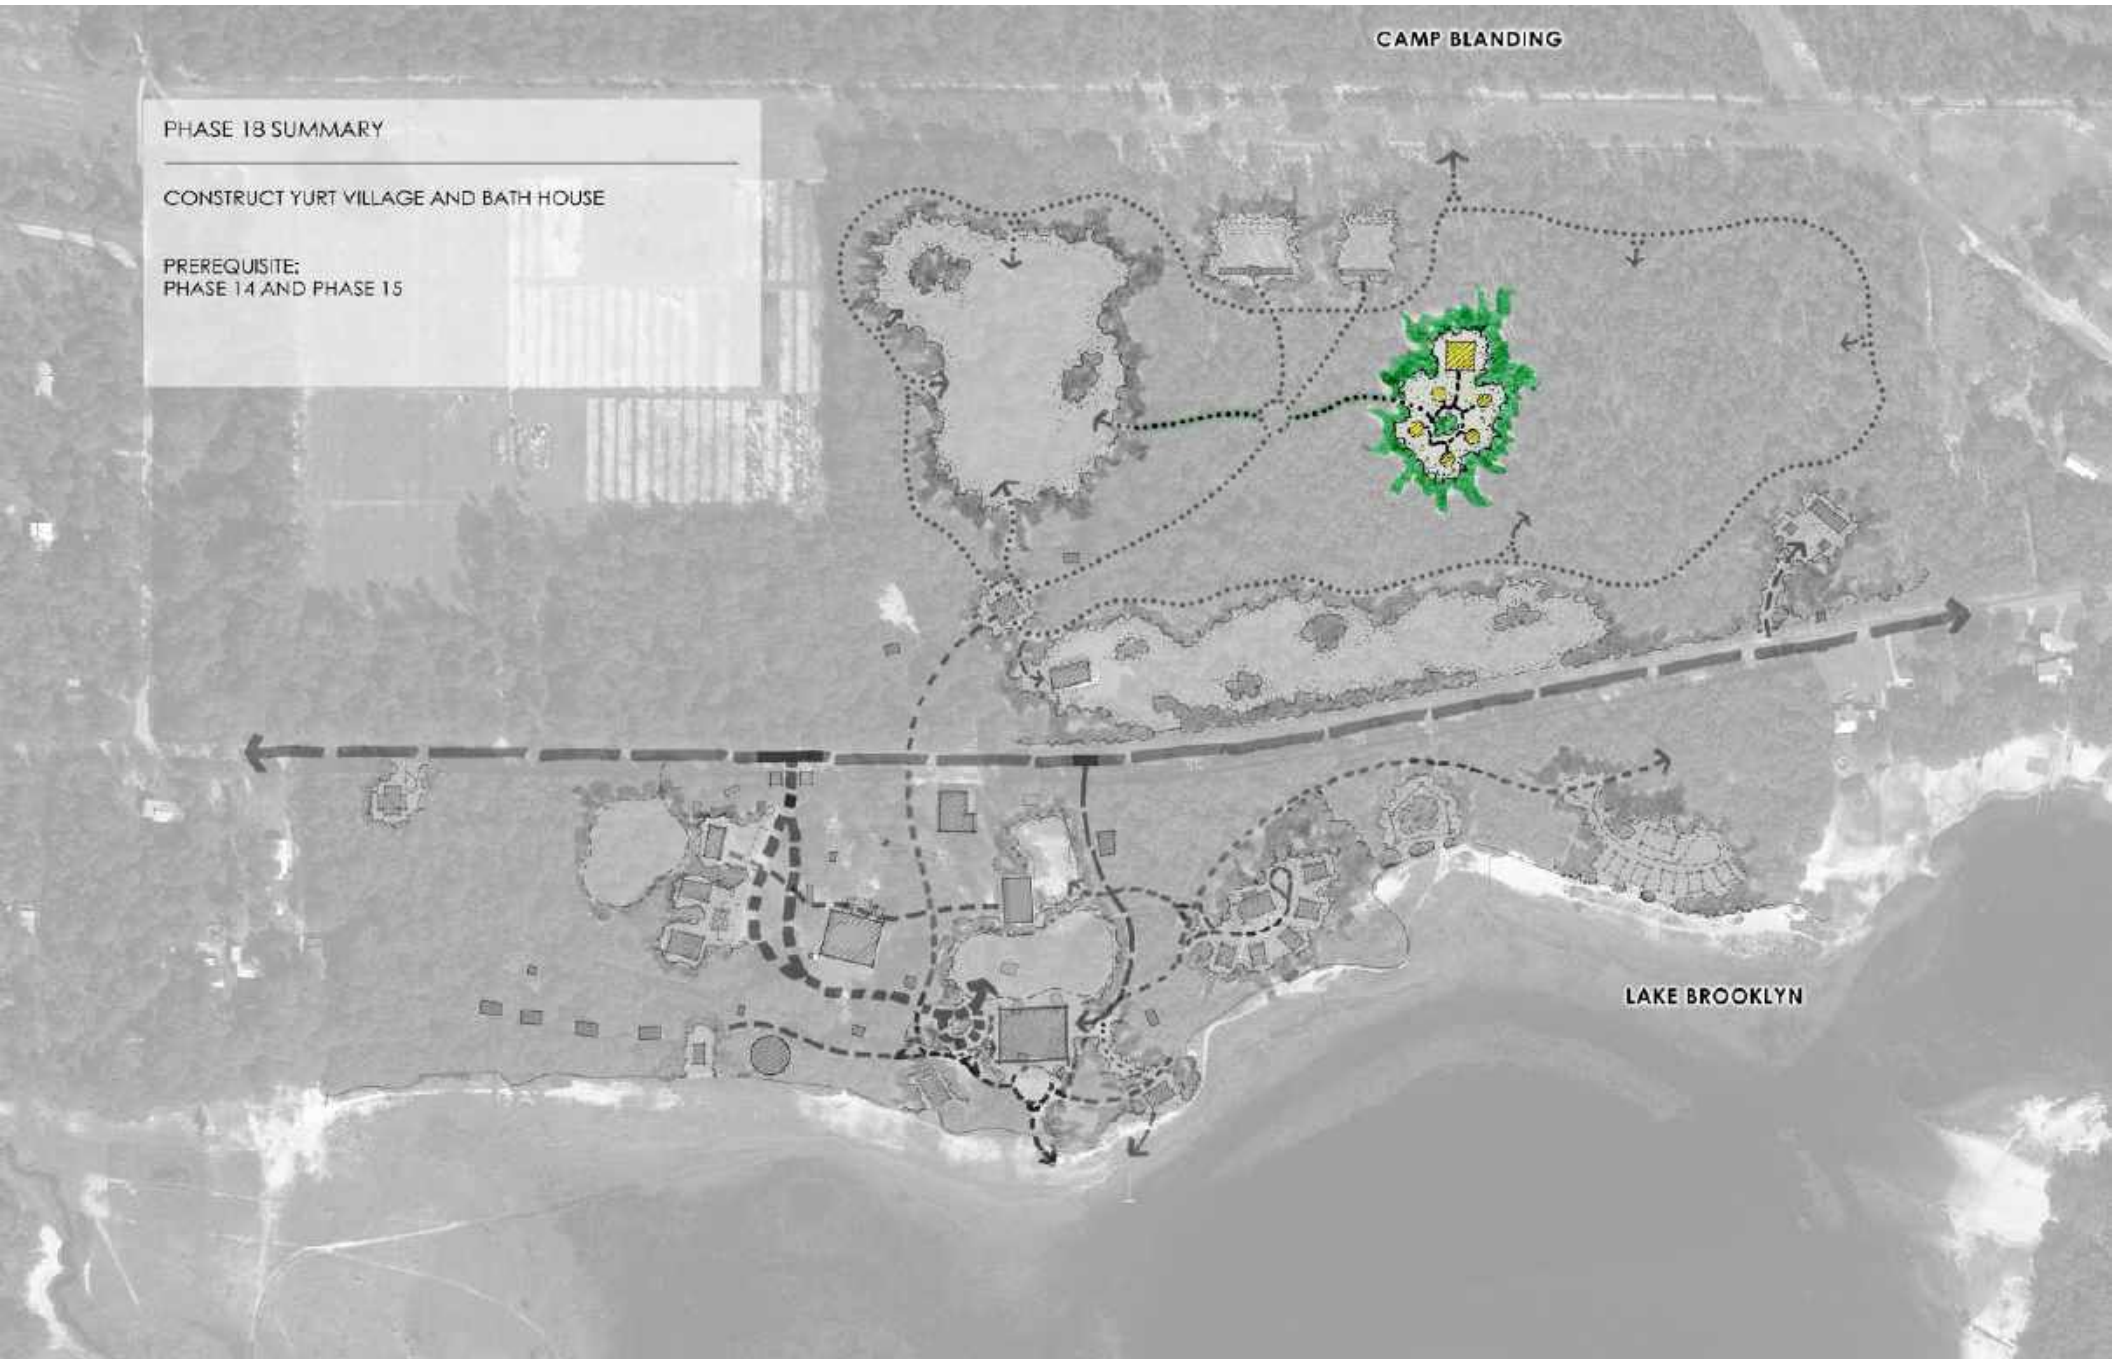 CAMP BLANDING
PHASE 18 SUMMARY
CONSTRUCT YURT VILLAGE AND BATH HOUSE
PREREQUISITE:
PHASE 14 AND PHASE 15
LAKE BROOKLYN